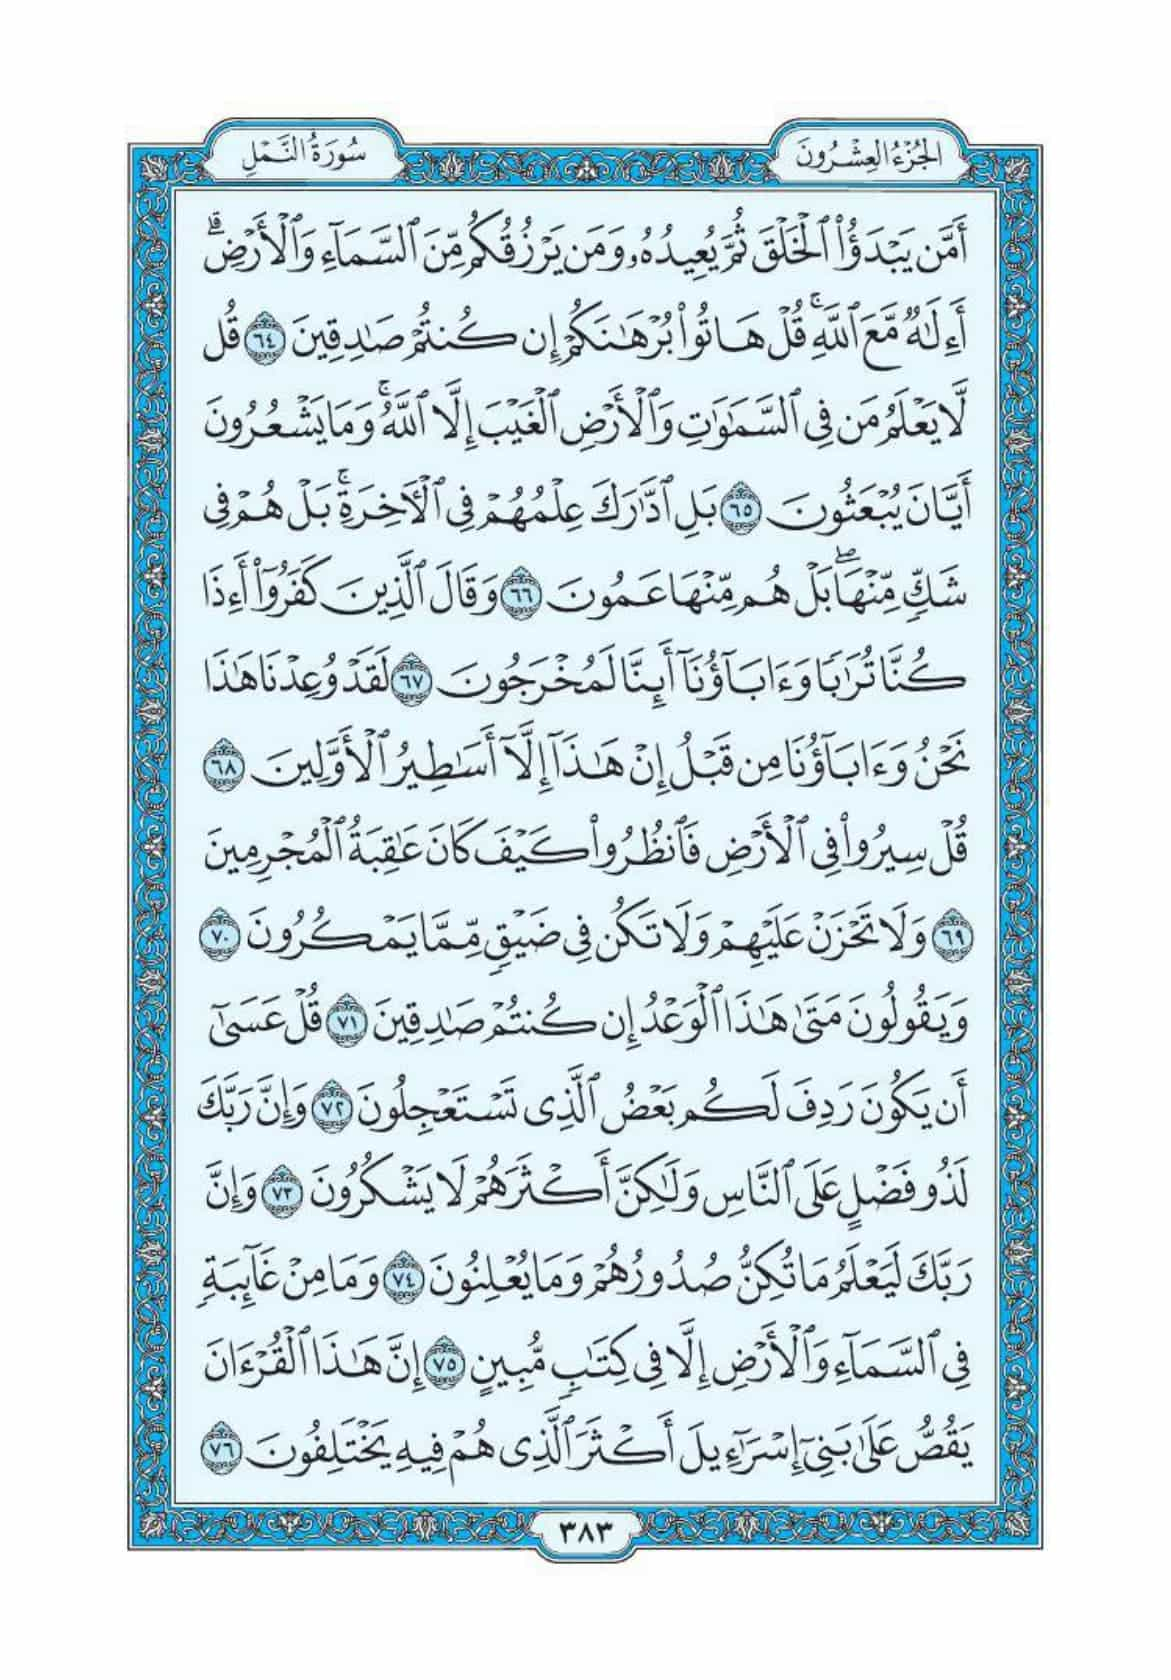 الجُزْءُ العِشْرُونَ
سُورَةُ النَّمْلِ
أَمَّن يَبْدَؤُا۟ ٱلْخَلْقَ ثُمَّ يُعِيدُهُۥ وَمَن يَرْزُقُكُم مِّنَ ٱلسَّمَآءِ وَٱلْأَرْضِ ۗ
أَءِلَٰهٌ مَّعَ ٱللَّهِ ۚ قُلْ هَاتُوا۟ بُرْهَٰنَكُمْ إِن كُنتُمْ صَٰدِقِينَ ٦٤ قُل
لَّا يَعْلَمُ مَن فِى ٱلسَّمَٰوَٰتِ وَٱلْأَرْضِ ٱلْغَيْبَ إِلَّا ٱللَّهُ ۚ وَمَا يَشْعُرُونَ
أَيَّانَ يُبْعَثُونَ ٦٥ بَلِ ٱدَّٰرَكَ عِلْمُهُمْ فِى ٱلْأَخِرَةِ ۚ بَلْ هُمْ فِى
شَكٍّ مِّنْهَا ۖ بَلْ هُم مِّنْهَا عَمُونَ ٦٦ وَقَالَ ٱلَّذِينَ كَفَرُوٓا۟ أَءِذَا
كُنَّا تُرَٰبًا وَءَابَآؤُنَآ أَئِنَّا لَمُخْرَجُونَ ٦٧ لَقَدْ وُعِدْنَا هَٰذَا
نَحْنُ وَءَابَآؤُنَا مِن قَبْلُ إِنْ هَٰذَآ إِلَّآ أَسَٰطِيرُ ٱلْأَوَّلِينَ ٦٨
قُلْ سِيرُوا۟ فِى ٱلْأَرْضِ فَٱنظُرُوا۟ كَيْفَ كَانَ عَٰقِبَةُ ٱلْمُجْرِمِينَ
٦٩ وَلَا تَحْزَنْ عَلَيْهِمْ وَلَا تَكُن فِى ضَيْقٍ مِّمَّا يَمْكُرُونَ ٧٠
وَيَقُولُونَ مَتَىٰ هَٰذَا ٱلْوَعْدُ إِن كُنتُمْ صَٰدِقِينَ ٧١ قُلْ عَسَىٰٓ
أَن يَكُونَ رَدِفَ لَكُم بَعْضُ ٱلَّذِى تَسْتَعْجِلُونَ ٧٢ وَإِنَّ رَبَّكَ
لَذُو فَضْلٍ عَلَى ٱلنَّاسِ وَلَٰكِنَّ أَكْثَرَهُمْ لَا يَشْكُرُونَ ٧٣ وَإِنَّ
رَبَّكَ لَيَعْلَمُ مَا تُكِنُّ صُدُورُهُمْ وَمَا يُعْلِنُونَ ٧٤ وَمَا مِنْ غَآئِبَةٍ
فِى ٱلسَّمَآءِ وَٱلْأَرْضِ إِلَّا فِى كِتَٰبٍ مُّبِينٍ ٧٥ إِنَّ هَٰذَا ٱلْقُرْءَانَ
يَقُصُّ عَلَىٰ بَنِىٓ إِسْرَٰٓءِيلَ أَكْثَرَ ٱلَّذِى هُمْ فِيهِ يَخْتَلِفُونَ ٧٦
٣٨٣